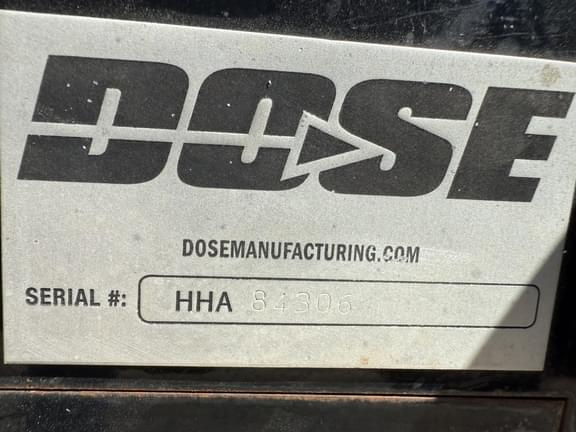 DOSE
DOSEMANUFACTURING.COM
SERIAL #: HHA 84306